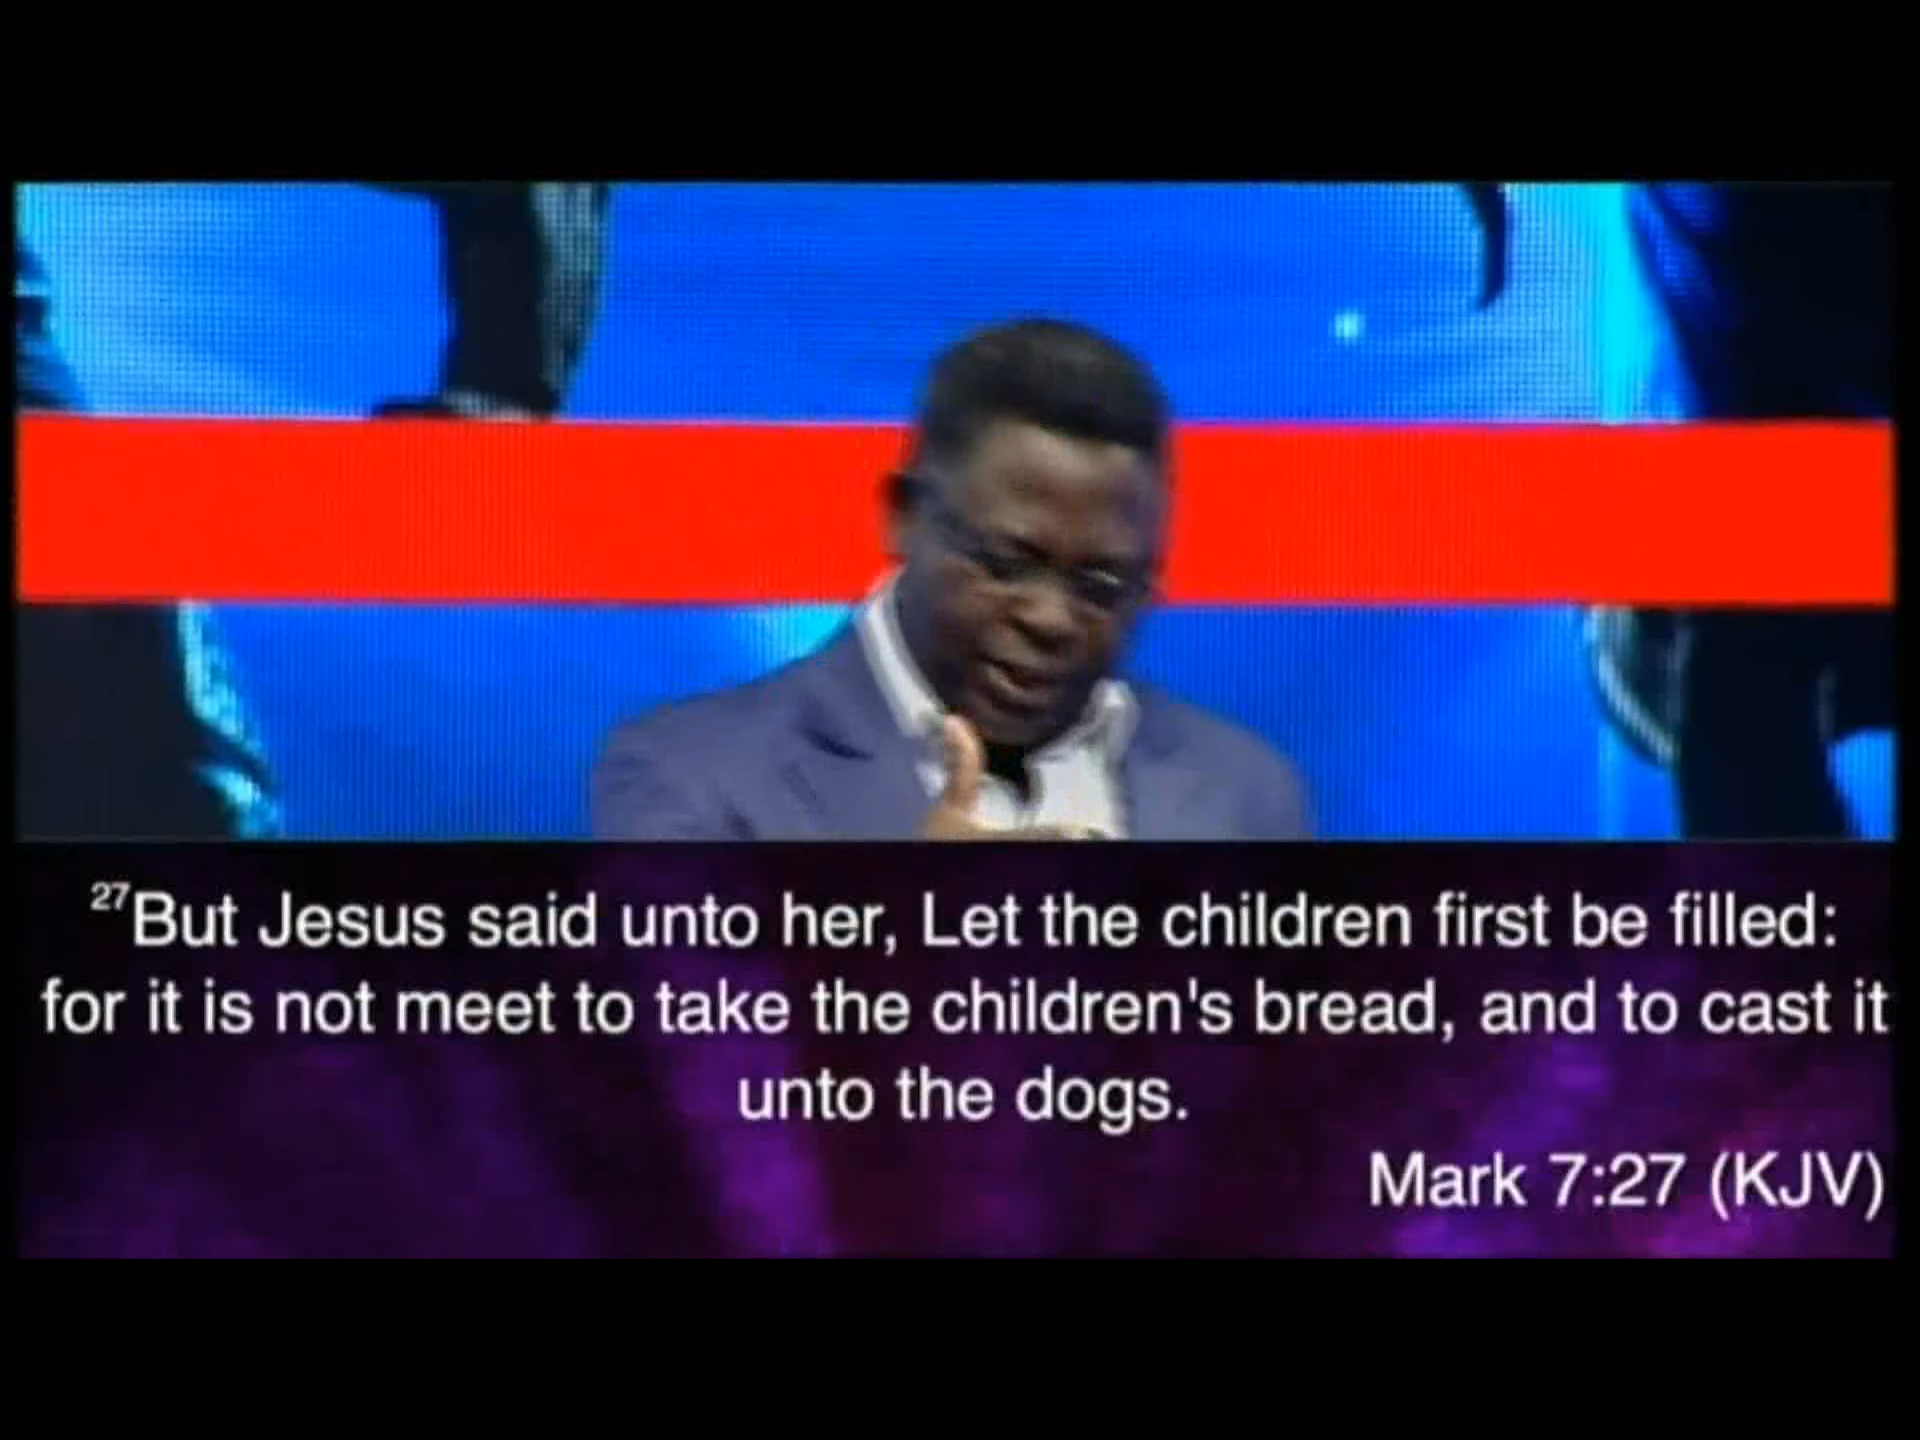 27But Jesus said unto her, Let the children first be filled:
for it is not meet to take the children's bread, and to cast it
unto the dogs.
Mark 7:27 (KJV)